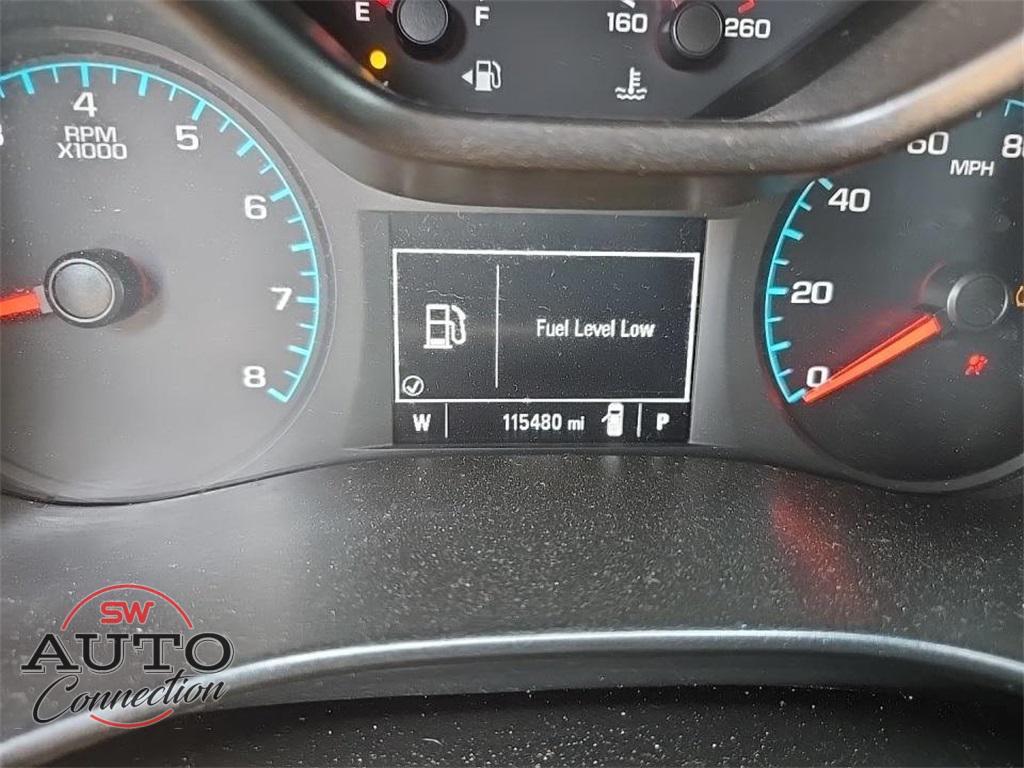 E F 160 260
4
5
RPM
X1000
6
7
8
60 80
MPH
40
20
0
Fuel Level Low
W 115480 mi P
SW
AUTO
Connection